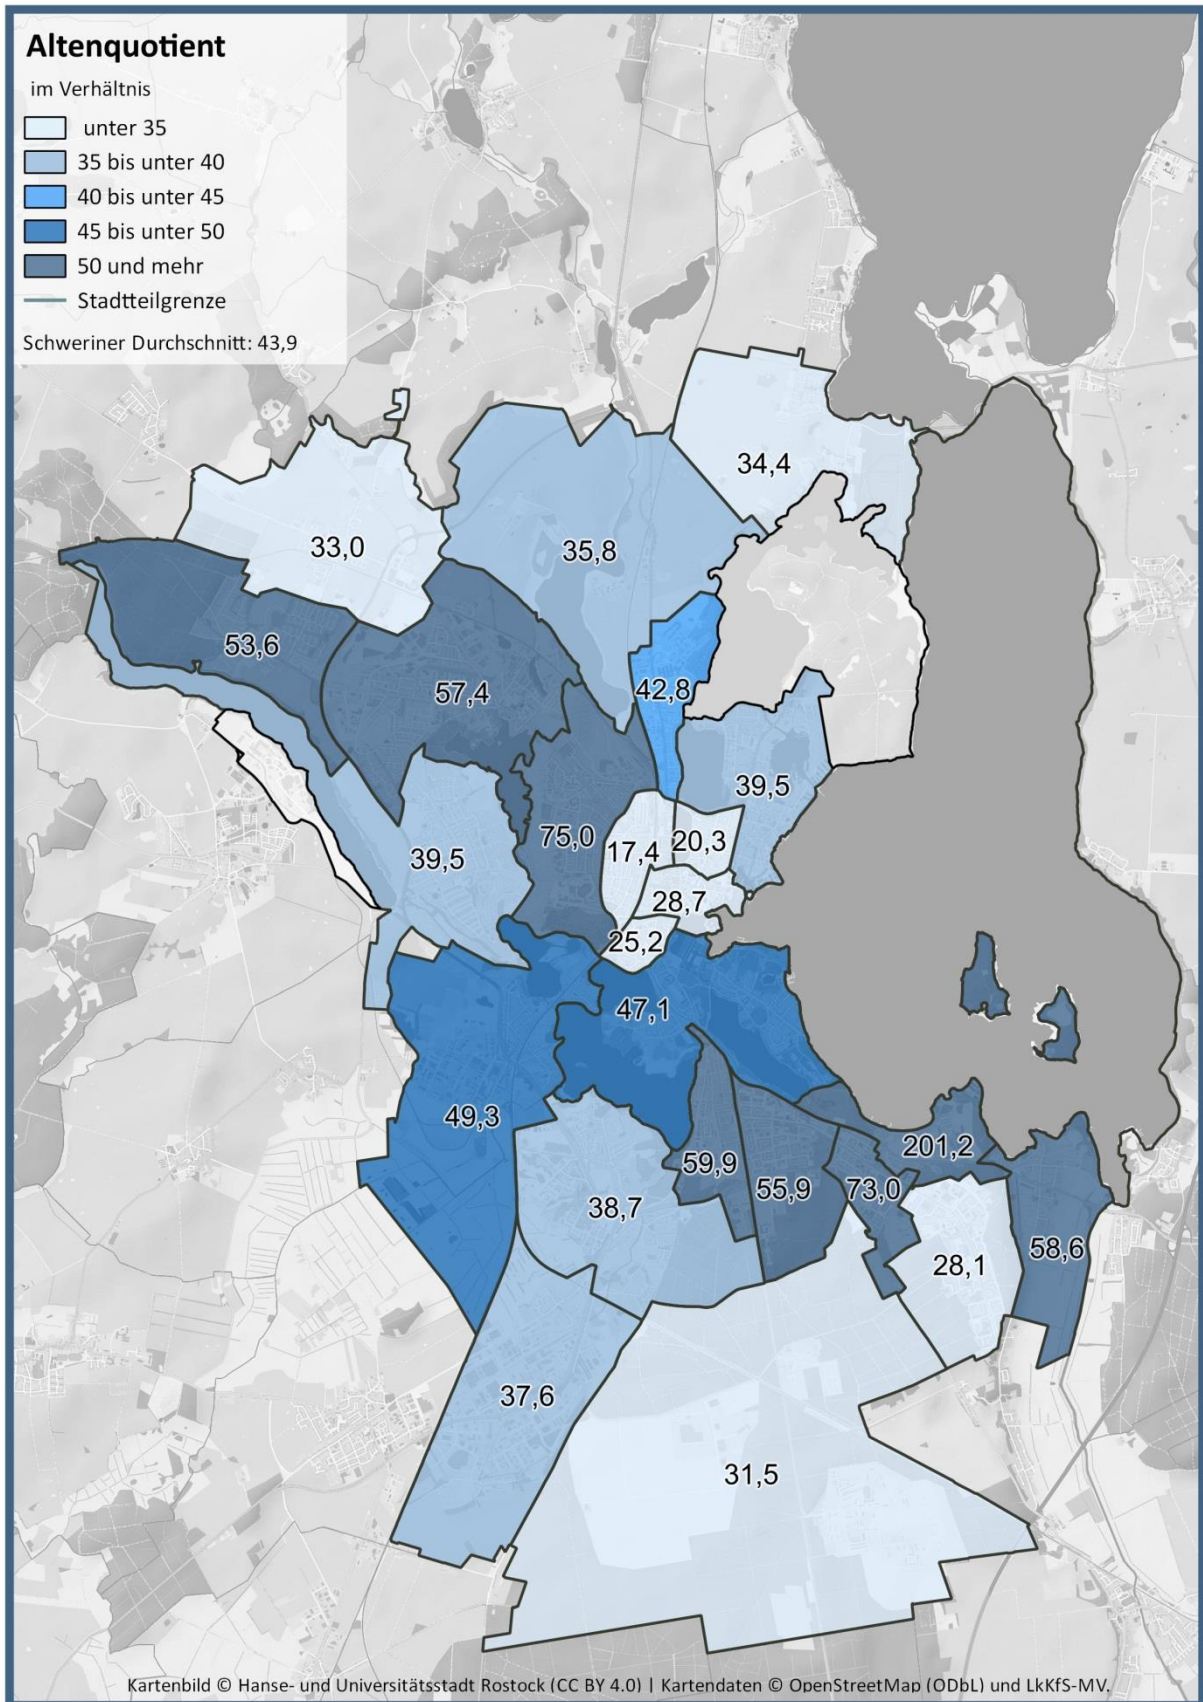 Altenquotient
im Verhältnis
unter 35
35 bis unter 40
40 bis unter 45
45 bis unter 50
50 und mehr
Stadtteilgrenze
Schweriner Durchschnitt: 43,9
34,4
33,0
35,8
53,6
57,4
42,8
39,5
75,0
17,4
20,3
39,5
28,7
25,2
47,1
49,3
201,2
59,9
55,9
73,0
38,7
58,6
28,1
37,6
31,5
Kartenbild © Hanse- und Universitätsstadt Rostock (CC BY 4.0) | Kartendaten © OpenStreetMap (ODbL) und LkKfS-MV.